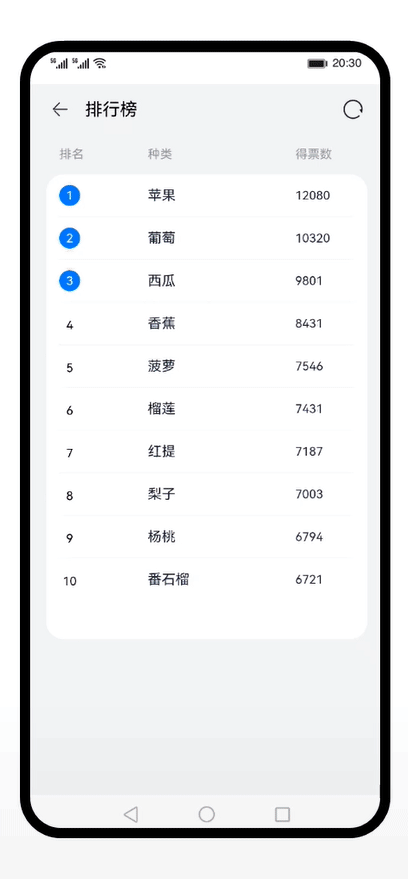 5G 5G 20:30
排行榜
排名 种类 得票数
1 苹果 12080
2 葡萄 10320
3 西瓜 9801
4 香蕉 8431
5 菠萝 7546
6 榴莲 7431
7 红提 7187
8 梨子 7003
9 杨桃 6794
10 番石榴 6721